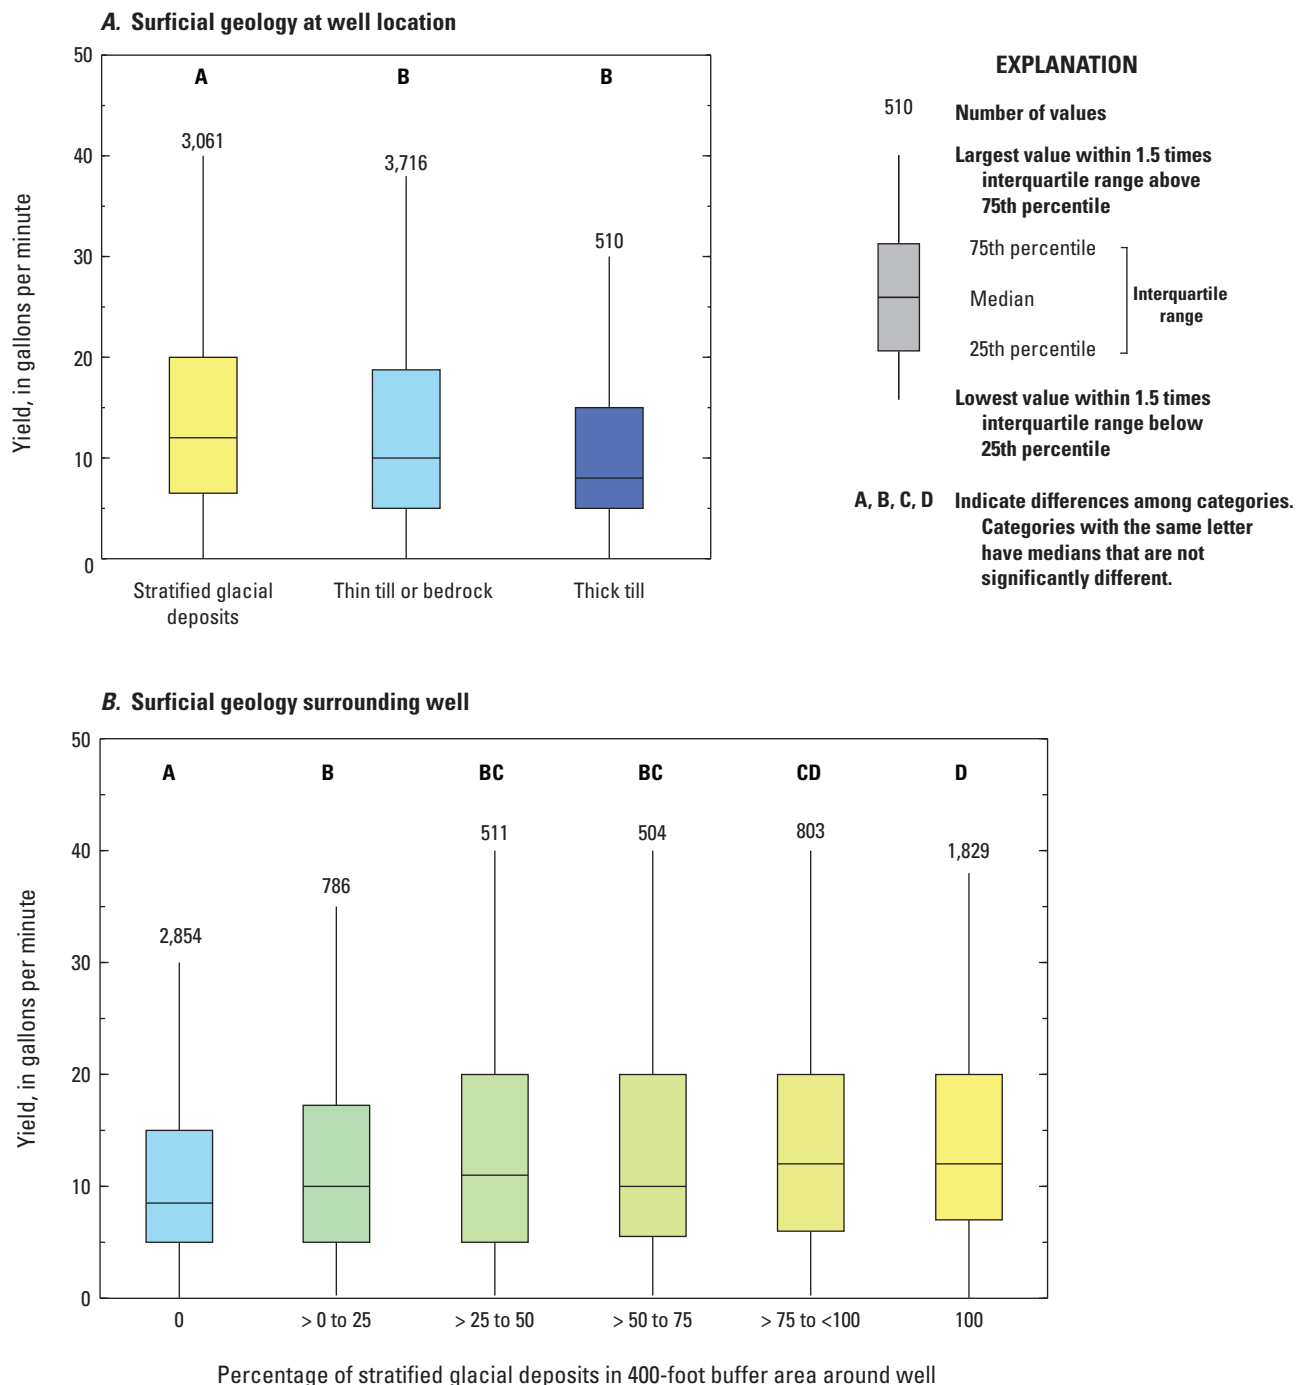 A. Surficial geology at well location
50
40
30
20
10
0
Yield, in gallons per minute
A
B
B
3,061
3,716
510
Stratified glacial
deposits
Thin till or bedrock
Thick till
EXPLANATION
510
Number of values
Largest value within 1.5 times
interquartile range above
75th percentile
75th percentile
Median
25th percentile
Interquartile
range
Lowest value within 1.5 times
interquartile range below
25th percentile
A, B, C, D
Indicate differences among categories.
Categories with the same letter
have medians that are not
significantly different.
B. Surficial geology surrounding well
50
40
30
20
10
0
Yield, in gallons per minute
A
B
BC
BC
CD
D
2,854
786
511
504
803
1,829
0
> 0 to 25
> 25 to 50
> 50 to 75
> 75 to <100
100
Percentage of stratified glacial deposits in 400-foot buffer area around well